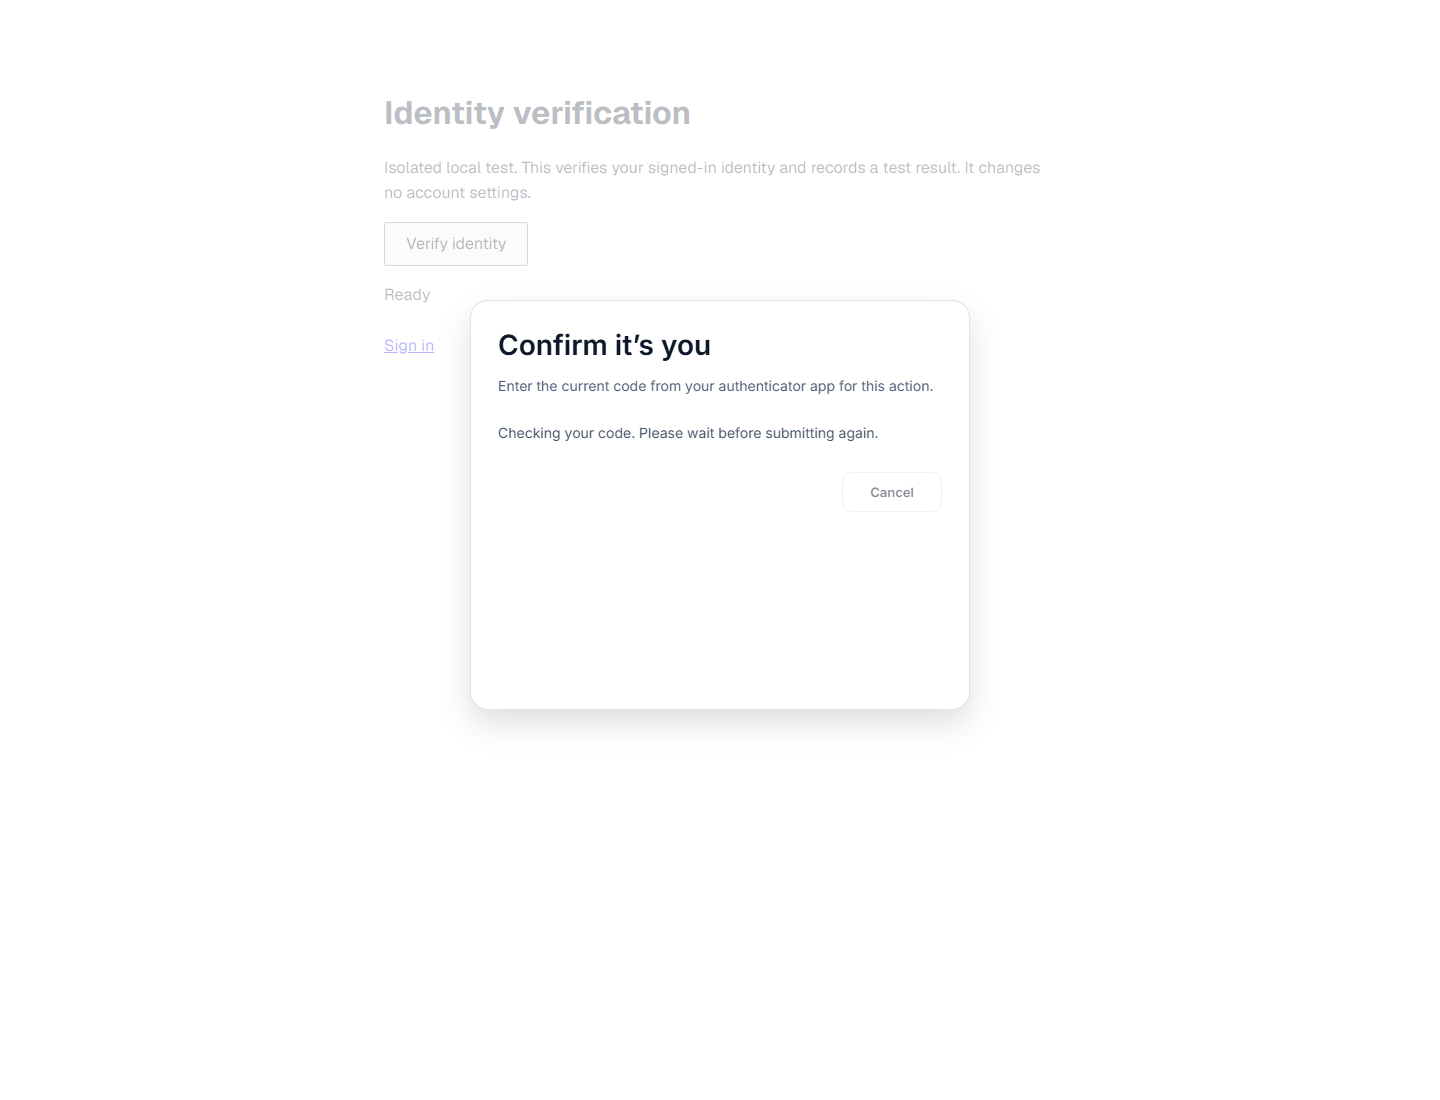 Identity verification
Isolated local test. This verifies your signed-in identity and records a test result. It changes
no account settings.
Verify identity
Ready
Sign in
Confirm it’s you
Enter the current code from your authenticator app for this action.
Checking your code. Please wait before submitting again.
Cancel